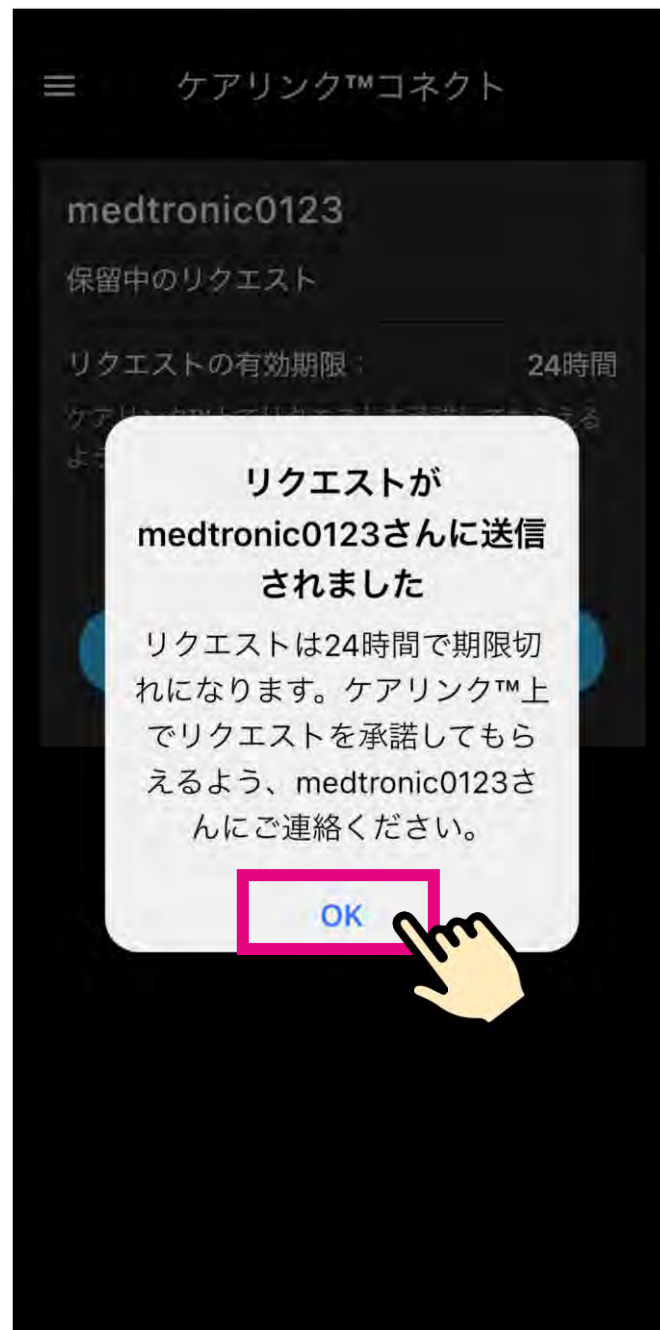 ケアリンク™コネクト
medtronic0123
保留中のリクエスト
リクエストの有効期限： 24時間
リクエストが
medtronic0123さんに送信
されました
リクエストは24時間で期限切
れになります。ケアリンク™上
でリクエストを承諾してもら
えるよう、medtronic0123さ
んにご連絡ください。
OK